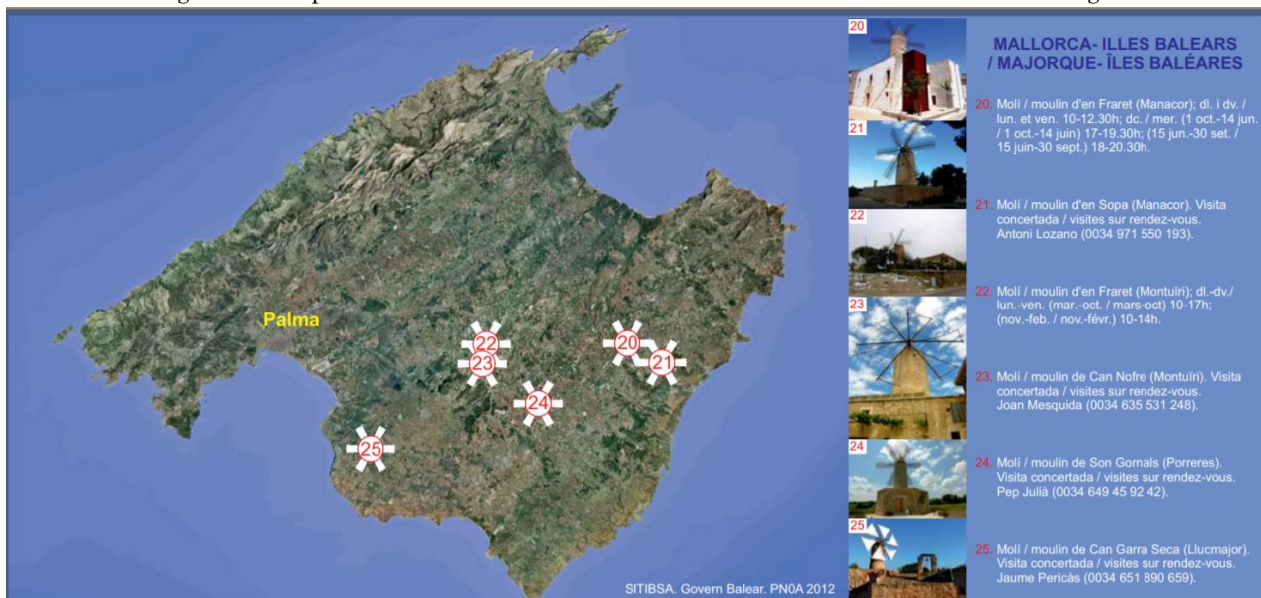 Palma
22
23
20
21
24
25
SITIBSA. Govern Balear. PN0A 2012
20
21
22
23
24
25
MALLORCA- ILLES BALEARS
/ MAJORQUE- ÎLES BALÉARES
20. Molí / moulin d'en Fraret (Manacor); dl. i dv. /
lun. et ven. 10-12.30h; dc. / mer. (1 oct.-14 jun.
/ 1 oct.-14 juin) 17-19.30h; (15 jun.-30 set. /
15 juin-30 sept.) 18-20.30h.
21. Molí / moulin d'en Sopa (Manacor). Visita
concertada / visites sur rendez-vous.
Antoni Lozano (0034 971 550 193).
22. Molí / moulin d'en Fraret (Montuïri); dl.-dv./
lun.-ven. (mar.-oct. / mars-oct) 10-17h;
(nov.-feb. / nov.-févr.) 10-14h.
23. Molí / moulin de Can Nofre (Montuïri). Visita
concertada / visites sur rendez-vous.
Joan Mesquida (0034 635 531 248).
24. Molí / moulin de Son Gornals (Porreres).
Visita concertada / visites sur rendez-vous.
Pep Julià (0034 649 45 92 42).
25. Molí / moulin de Can Garra Seca (Llucmajor).
Visita concertada / visites sur rendez-vous.
Jaume Pericàs (0034 651 890 659).